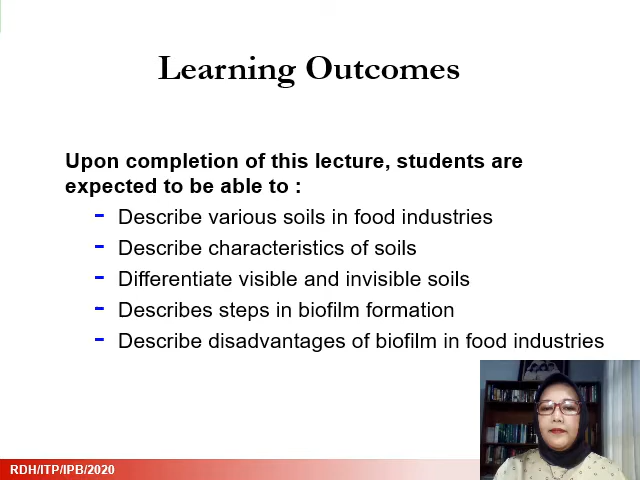 Learning Outcomes
Upon completion of this lecture, students are
expected to be able to :
- Describe various soils in food industries
- Describe characteristics of soils
- Differentiate visible and invisible soils
- Describes steps in biofilm formation
- Describe disadvantages of biofilm in food industries
RDH/ITP/IPB/2020